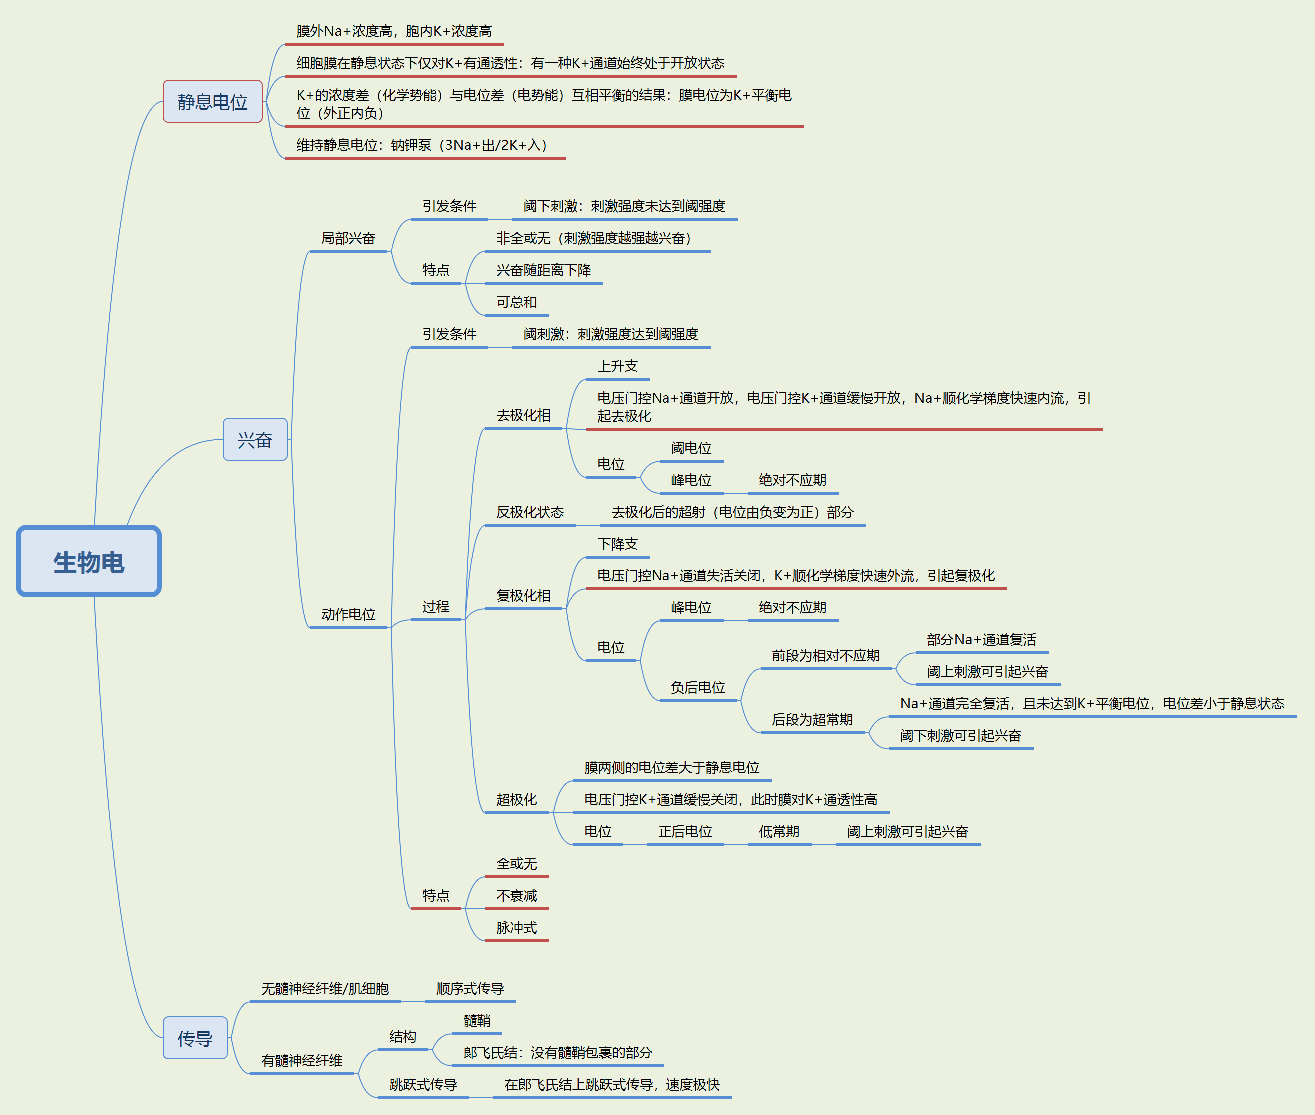 膜外Na+浓度高，胞内K+浓度高
细胞膜在静息状态下仅对K+有通透性：有一种K+通道始终处于开放状态
静息电位
K+的浓度差（化学势能）与电位差（电势能）互相平衡的结果：膜电位为K+平衡电
位（外正内负）
维持静息电位：钠钾泵（3Na+出/2K+入）
引发条件
阈下刺激：刺激强度未达到阈强度
局部兴奋
非全或无（刺激强度越强越兴奋）
特点
兴奋随距离下降
可总和
引发条件
阈刺激：刺激强度达到阈强度
上升支
去极化相
电压门控Na+通道开放，电压门控K+通道缓慢开放，Na+顺化学梯度快速内流，引
起去极化
兴奋
阈电位
电位
峰电位
绝对不应期
反极化状态
去极化后的超射（电位由负变为正）部分
生物电
下降支
电压门控Na+通道失活关闭，K+顺化学梯度快速外流，引起复极化
复极化相
动作电位
过程
峰电位
绝对不应期
电位
部分Na+通道复活
前段为相对不应期
阈上刺激可引起兴奋
负后电位
Na+通道完全复活，且未达到K+平衡电位，电位差小于静息状态
后段为超常期
阈下刺激可引起兴奋
膜两侧的电位差大于静息电位
超极化
电压门控K+通道缓慢关闭，此时膜对K+通透性高
电位
正后电位
低常期
阈上刺激可引起兴奋
全或无
特点
不衰减
脉冲式
无髓神经纤维/肌细胞
顺序式传导
传导
髓鞘
结构
郎飞氏结：没有髓鞘包裹的部分
有髓神经纤维
跳跃式传导
在郎飞氏结上跳跃式传导，速度极快